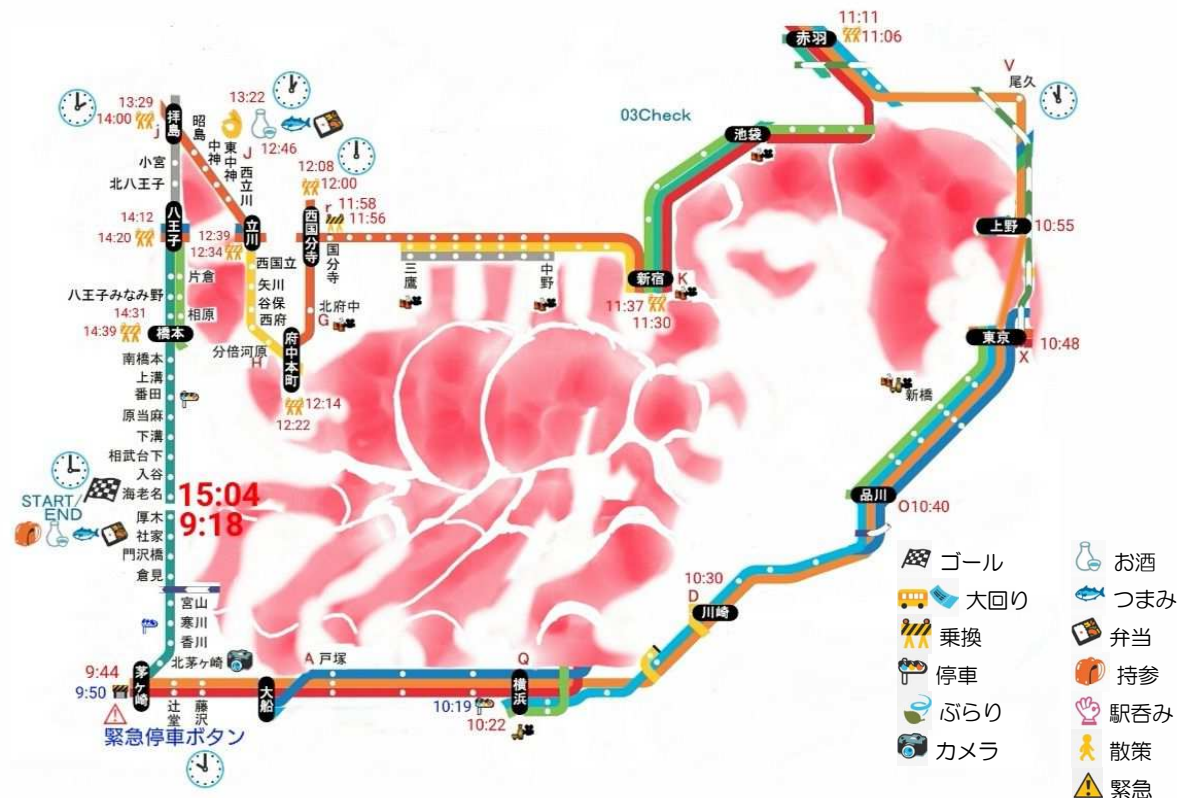 11:11
赤羽
11:06
V
尾久
03Check
池袋
13:29
14:00
j
拝島
昭島
中神
東中神
西立川
13:22
12:46
J
小宮
北八王子
12:08
12:00
r 11:58
11:56
14:12
14:20
八王子
12:39
12:34
立川
西国分寺
国分寺
三鷹
中野
新宿
K
11:37
11:30
上野
10:55
片倉
八王子みなみ野
相原
西国立
矢川
谷保
西府
北府中
G
14:31
14:39
橋本
分倍河原
H
府中本町
12:14
12:22
東京
10:48
X
新橋
南橋本
上溝
番田
原当麻
下溝
相武台下
入谷
海老名
15:04
9:18
START/
END
厚木
社家
門沢橋
倉見
宮山
寒川
香川
北茅ヶ崎
品川
O10:40
10:30
D
川崎
9:44
9:50
茅ヶ崎
辻堂
藤沢
大船
A 戸塚
Q
横浜
10:19
10:22
緊急停車ボタン
ゴール
大回り
乗換
停車
ぶらり
カメラ
お酒
つまみ
弁当
持参
駅呑み
散策
緊急